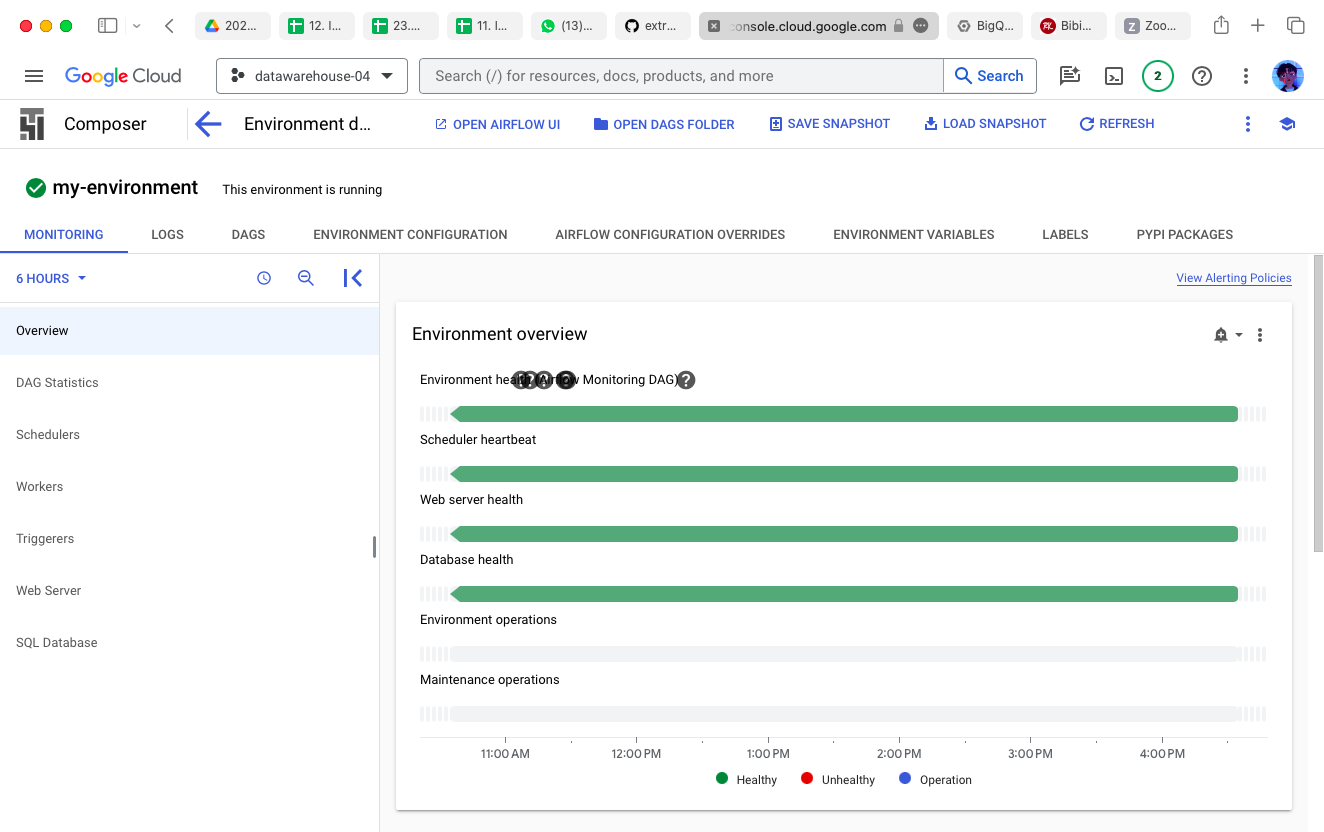 202...
12. I...
23....
11. I...
(13)...
extr...
console.cloud.google.com
BigQ...
Bibi...
Z
Zoo...
Google Cloud
datawarehouse-04
Search (/) for resources, docs, products, and more
Search
2
Composer
Environment d...
OPEN AIRFLOW UI
OPEN DAGS FOLDER
SAVE SNAPSHOT
LOAD SNAPSHOT
REFRESH
my-environment
This environment is running
MONITORING
LOGS
DAGS
ENVIRONMENT CONFIGURATION
AIRFLOW CONFIGURATION OVERRIDES
ENVIRONMENT VARIABLES
LABELS
PYPI PACKAGES
6 HOURS
View Alerting Policies
Overview
DAG Statistics
Schedulers
Workers
Triggerers
Web Server
SQL Database
Environment overview
Environment health (Airflow Monitoring DAG)
Scheduler heartbeat
Web server health
Database health
Environment operations
Maintenance operations
11:00 AM
12:00 PM
1:00 PM
2:00 PM
3:00 PM
4:00 PM
Healthy
Unhealthy
Operation